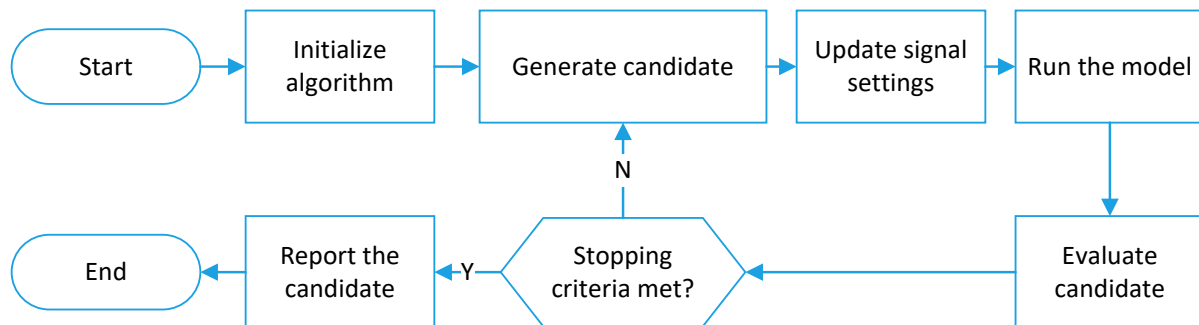 Start
Initialize
algorithm
Generate candidate
Update signal
settings
Run the model
N
End
Report the
candidate
Y
Stopping
criteria met?
Evaluate
candidate